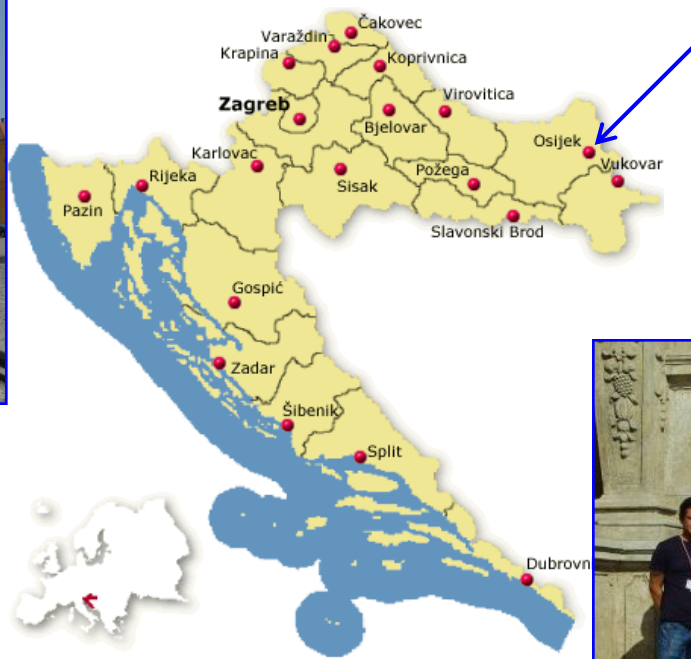 Čakovec
Varaždin
Krapina
Koprivnica
Virovitica
Zagreb
Bjelovar
Osijek
Karlovac
Vukovar
Rijeka
Sisak
Požega
Pazin
Slavonski Brod
Gospić
Zadar
Šibenik
Split
Dubrovn